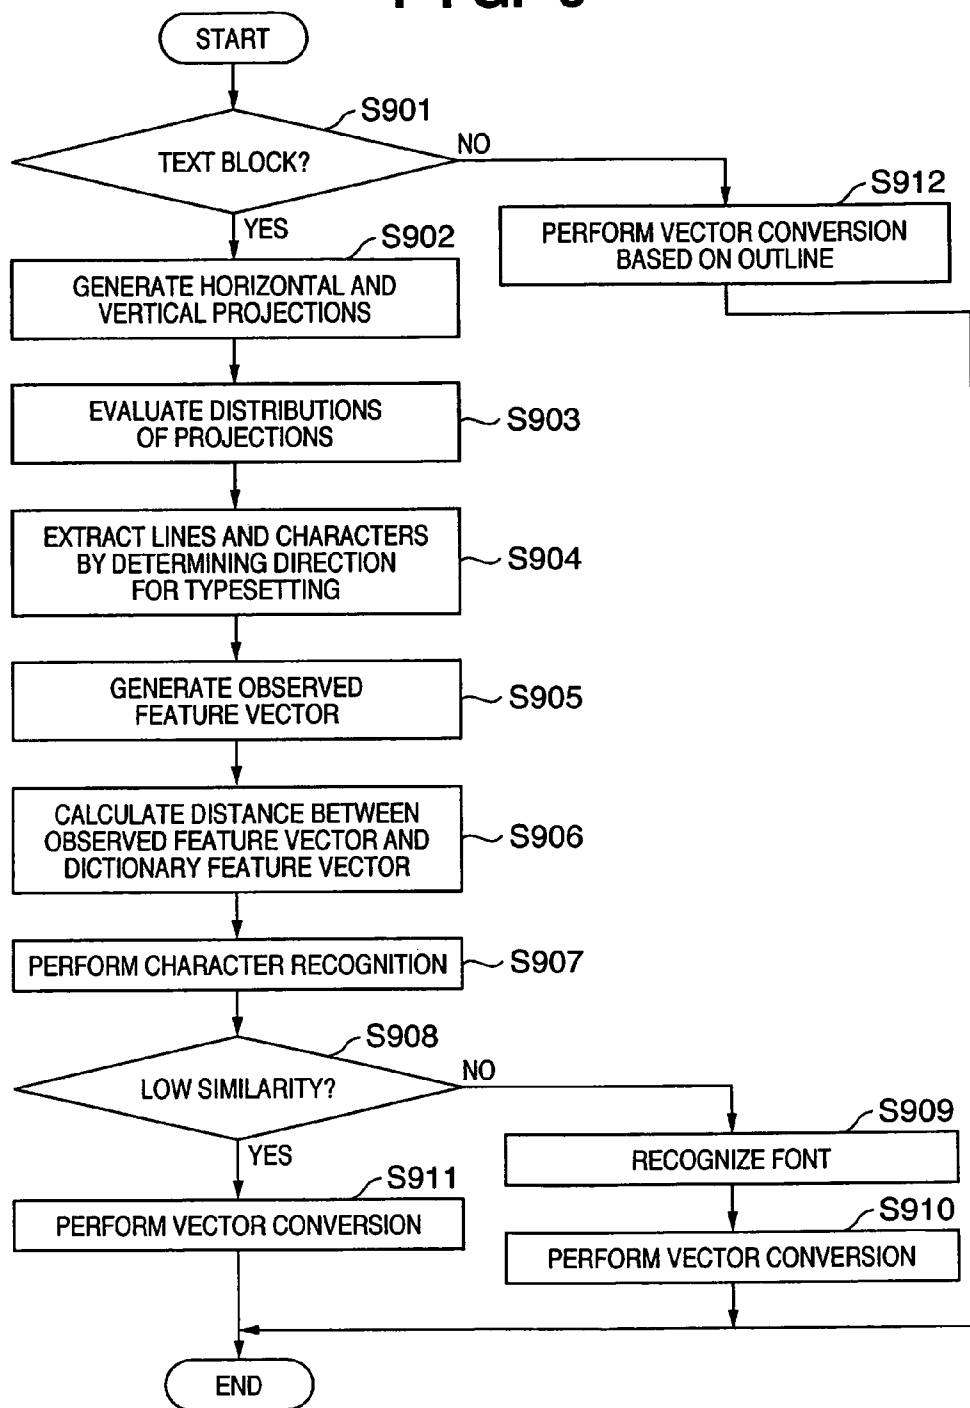 START
S901
TEXT BLOCK?
NO
YES
S912
PERFORM VECTOR CONVERSION
BASED ON OUTLINE
S902
GENERATE HORIZONTAL AND
VERTICAL PROJECTIONS
EVALUATE DISTRIBUTIONS
OF PROJECTIONS
S903
EXTRACT LINES AND CHARACTERS
BY DETERMINING DIRECTION
FOR TYPESETTING
S904
GENERATE OBSERVED
FEATURE VECTOR
S905
CALCULATE DISTANCE BETWEEN
OBSERVED FEATURE VECTOR AND
DICTIONARY FEATURE VECTOR
S906
PERFORM CHARACTER RECOGNITION
S907
S908
LOW SIMILARITY?
NO
YES
S909
RECOGNIZE FONT
S911
PERFORM VECTOR CONVERSION
S910
PERFORM VECTOR CONVERSION
END